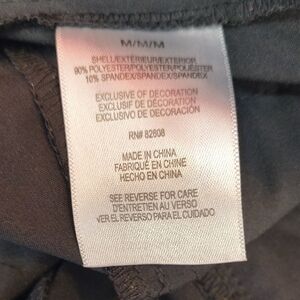 M/M/M
SHELL/EXTÉRIEUR/EXTERIOR
90% POLYESTER/POLYESTER/POLIÉSTER
10% SPANDEX/SPANDEX/SPANDEX
EXCLUSIVE OF DECORATION
EXCLUSIF DE DÉCORATION
EXCLUSIVO DE DECORACIÓN
RN# 82608
MADE IN CHINA
FABRIQUÉ EN CHINE
HECHO EN CHINA
SEE REVERSE FOR CARE
D'ENTRETIEN AU VERSO
VER EL REVERSO PARA EL CUIDADO